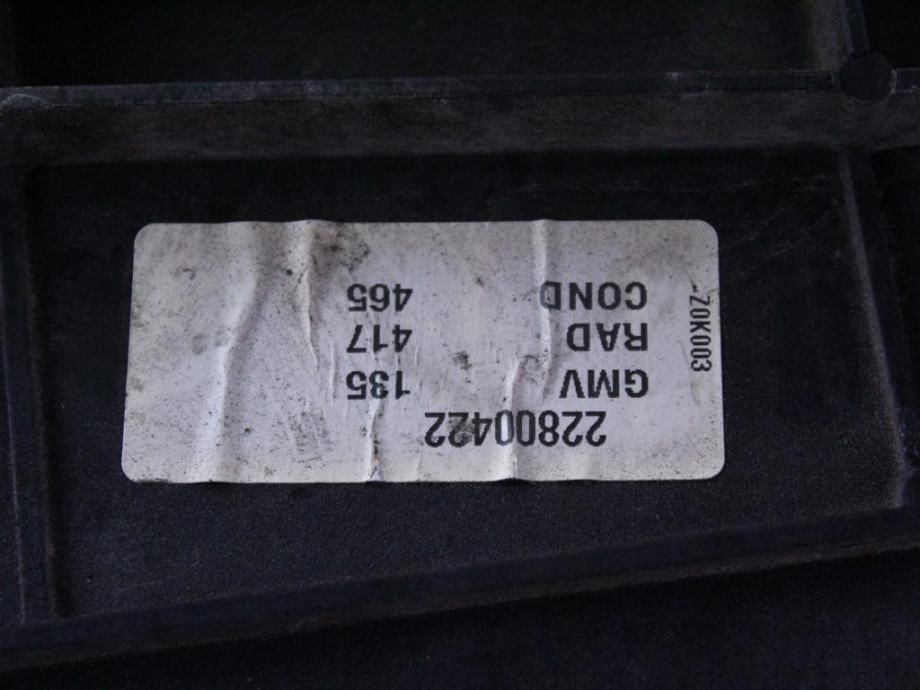 22800422
GMV 135
RAD 417
COND 465
-Z0K003